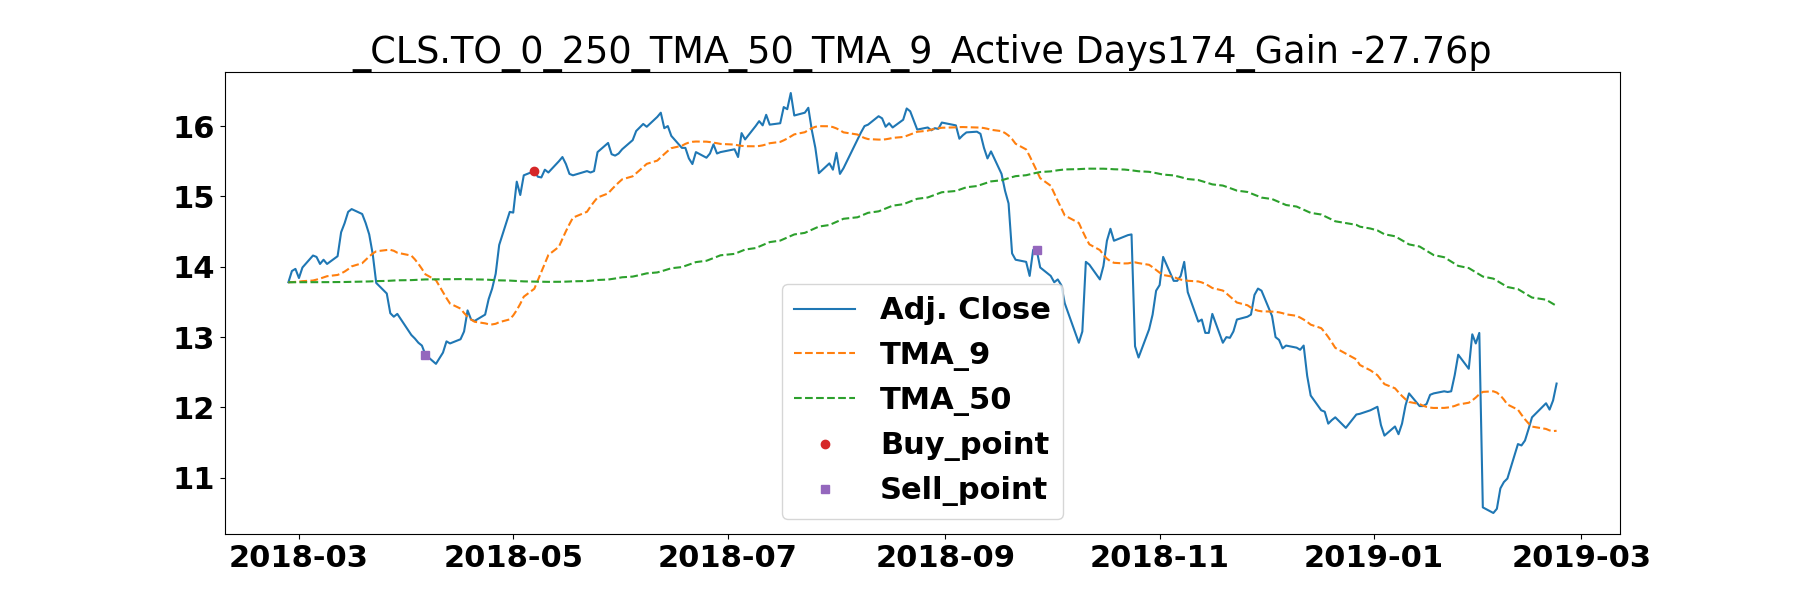 _CLS.TO_0_250_TMA_50_TMA_9_Active Days174_Gain -27.76p
16
15
14
13
12
11
Adj. Close
TMA_9
TMA_50
Buy_point
Sell_point
2018-03 2018-05 2018-07 2018-09 2018-11 2019-01 2019-03